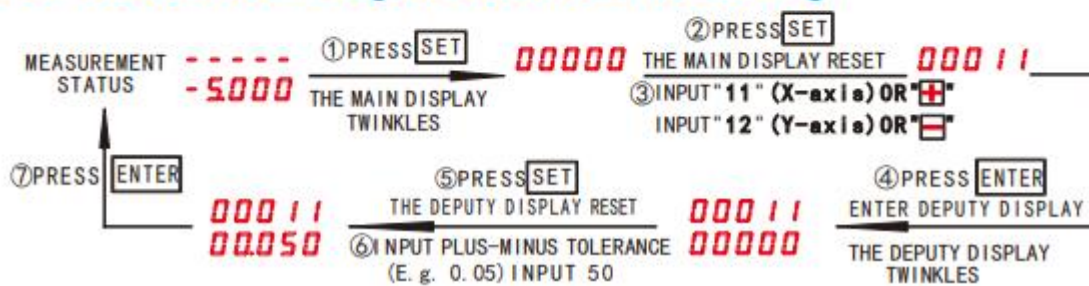 MEASUREMENT
STATUS
- - - - -
-5.000
①PRESS SET
THE MAIN DISPLAY
TWINKLES
00000
②PRESS SET
THE MAIN DISPLAY RESET
③INPUT"11" (X-axis)OR"+"
INPUT"12" (Y-axis)OR"-"
00011
④PRESS ENTER
ENTER DEPUTY DISPLAY
THE DEPUTY DISPLAY
TWINKLES
00011
00000
⑤PRESS SET
THE DEPUTY DISPLAY RESET
⑥INPUT PLUS-MINUS TOLERANCE
(E. g. 0.05) INPUT 50
00011
00.050
⑦PRESS ENTER